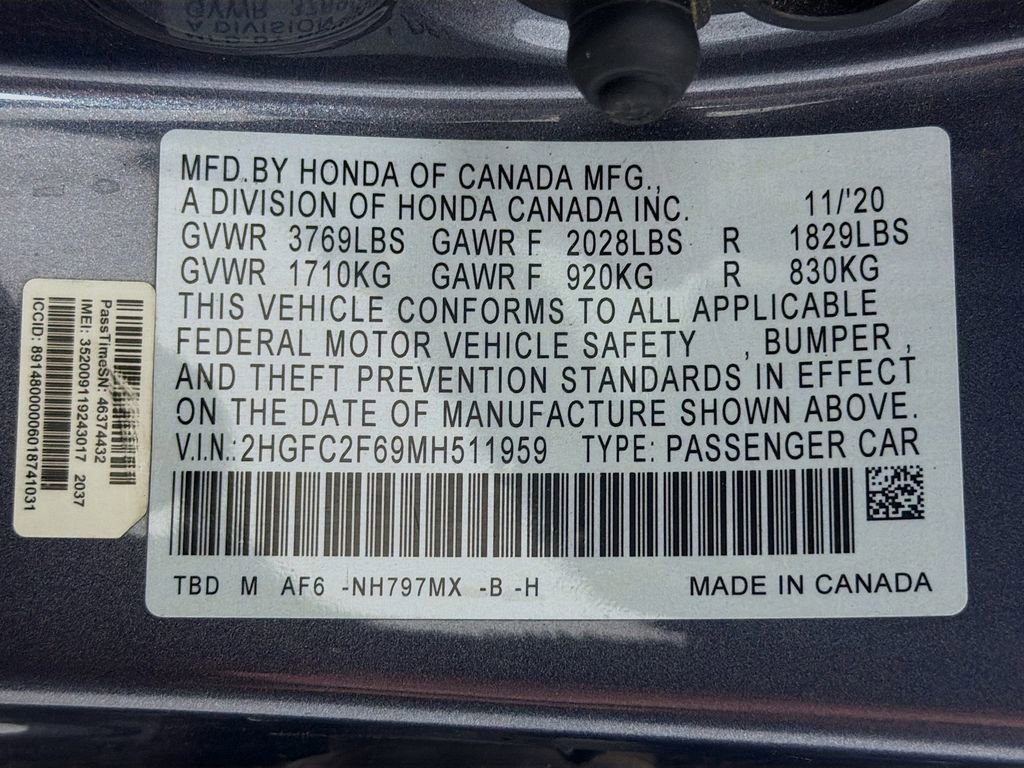 MFD.BY HONDA OF CANADA MFG.,
A DIVISION OF HONDA CANADA INC. 11/'20
GVWR 3769LBS GAWR F 2028LBS R 1829LBS
GVWR 1710KG GAWR F 920KG R 830KG
THIS VEHICLE CONFORMS TO ALL APPLICABLE
FEDERAL MOTOR VEHICLE SAFETY , BUMPER ,
AND THEFT PREVENTION STANDARDS IN EFFECT
ON THE DATE OF MANUFACTURE SHOWN ABOVE.
V.I.N.: 2HGFC2F69MH511959 TYPE: PASSENGER CAR
TBD M AF6 -NH797MX -B -H MADE IN CANADA
PassTimeSN: 46374432
IMEI: 352009119243017 2037
ICCID: 89148000006018741031